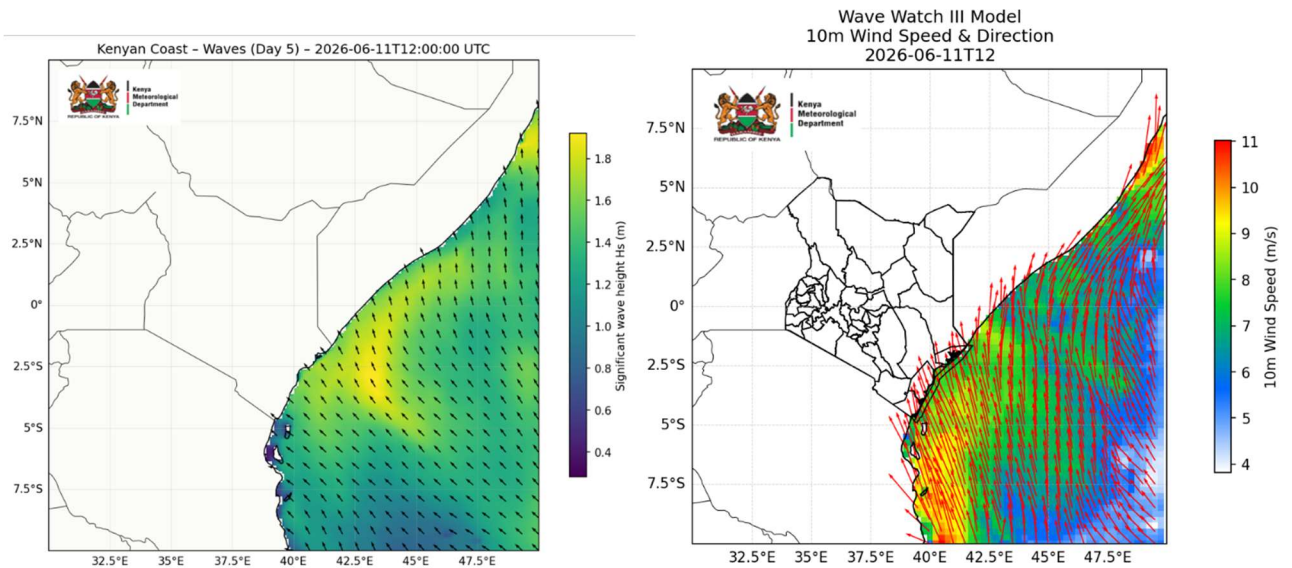 Kenyan Coast – Waves (Day 5) – 2026-06-11T12:00:00 UTC
Kenya
Meteorological
Department
REPUBLIC OF KENYA
7.5°N
5°N
2.5°N
0°
2.5°S
5°S
7.5°S
32.5°E
35°E
37.5°E
40°E
42.5°E
45°E
47.5°E
1.8
1.6
1.4
1.2
1.0
0.8
0.6
0.4
Significant wave height Hs (m)
Wave Watch III Model
10m Wind Speed & Direction
2026-06-11T12
Kenya
Meteorological
Department
REPUBLIC OF KENYA
7.5°N
5°N
2.5°N
0°
2.5°S
5°S
7.5°S
32.5°E
35°E
37.5°E
40°E
42.5°E
45°E
47.5°E
11
10
9
8
7
6
5
4
10m Wind Speed (m/s)